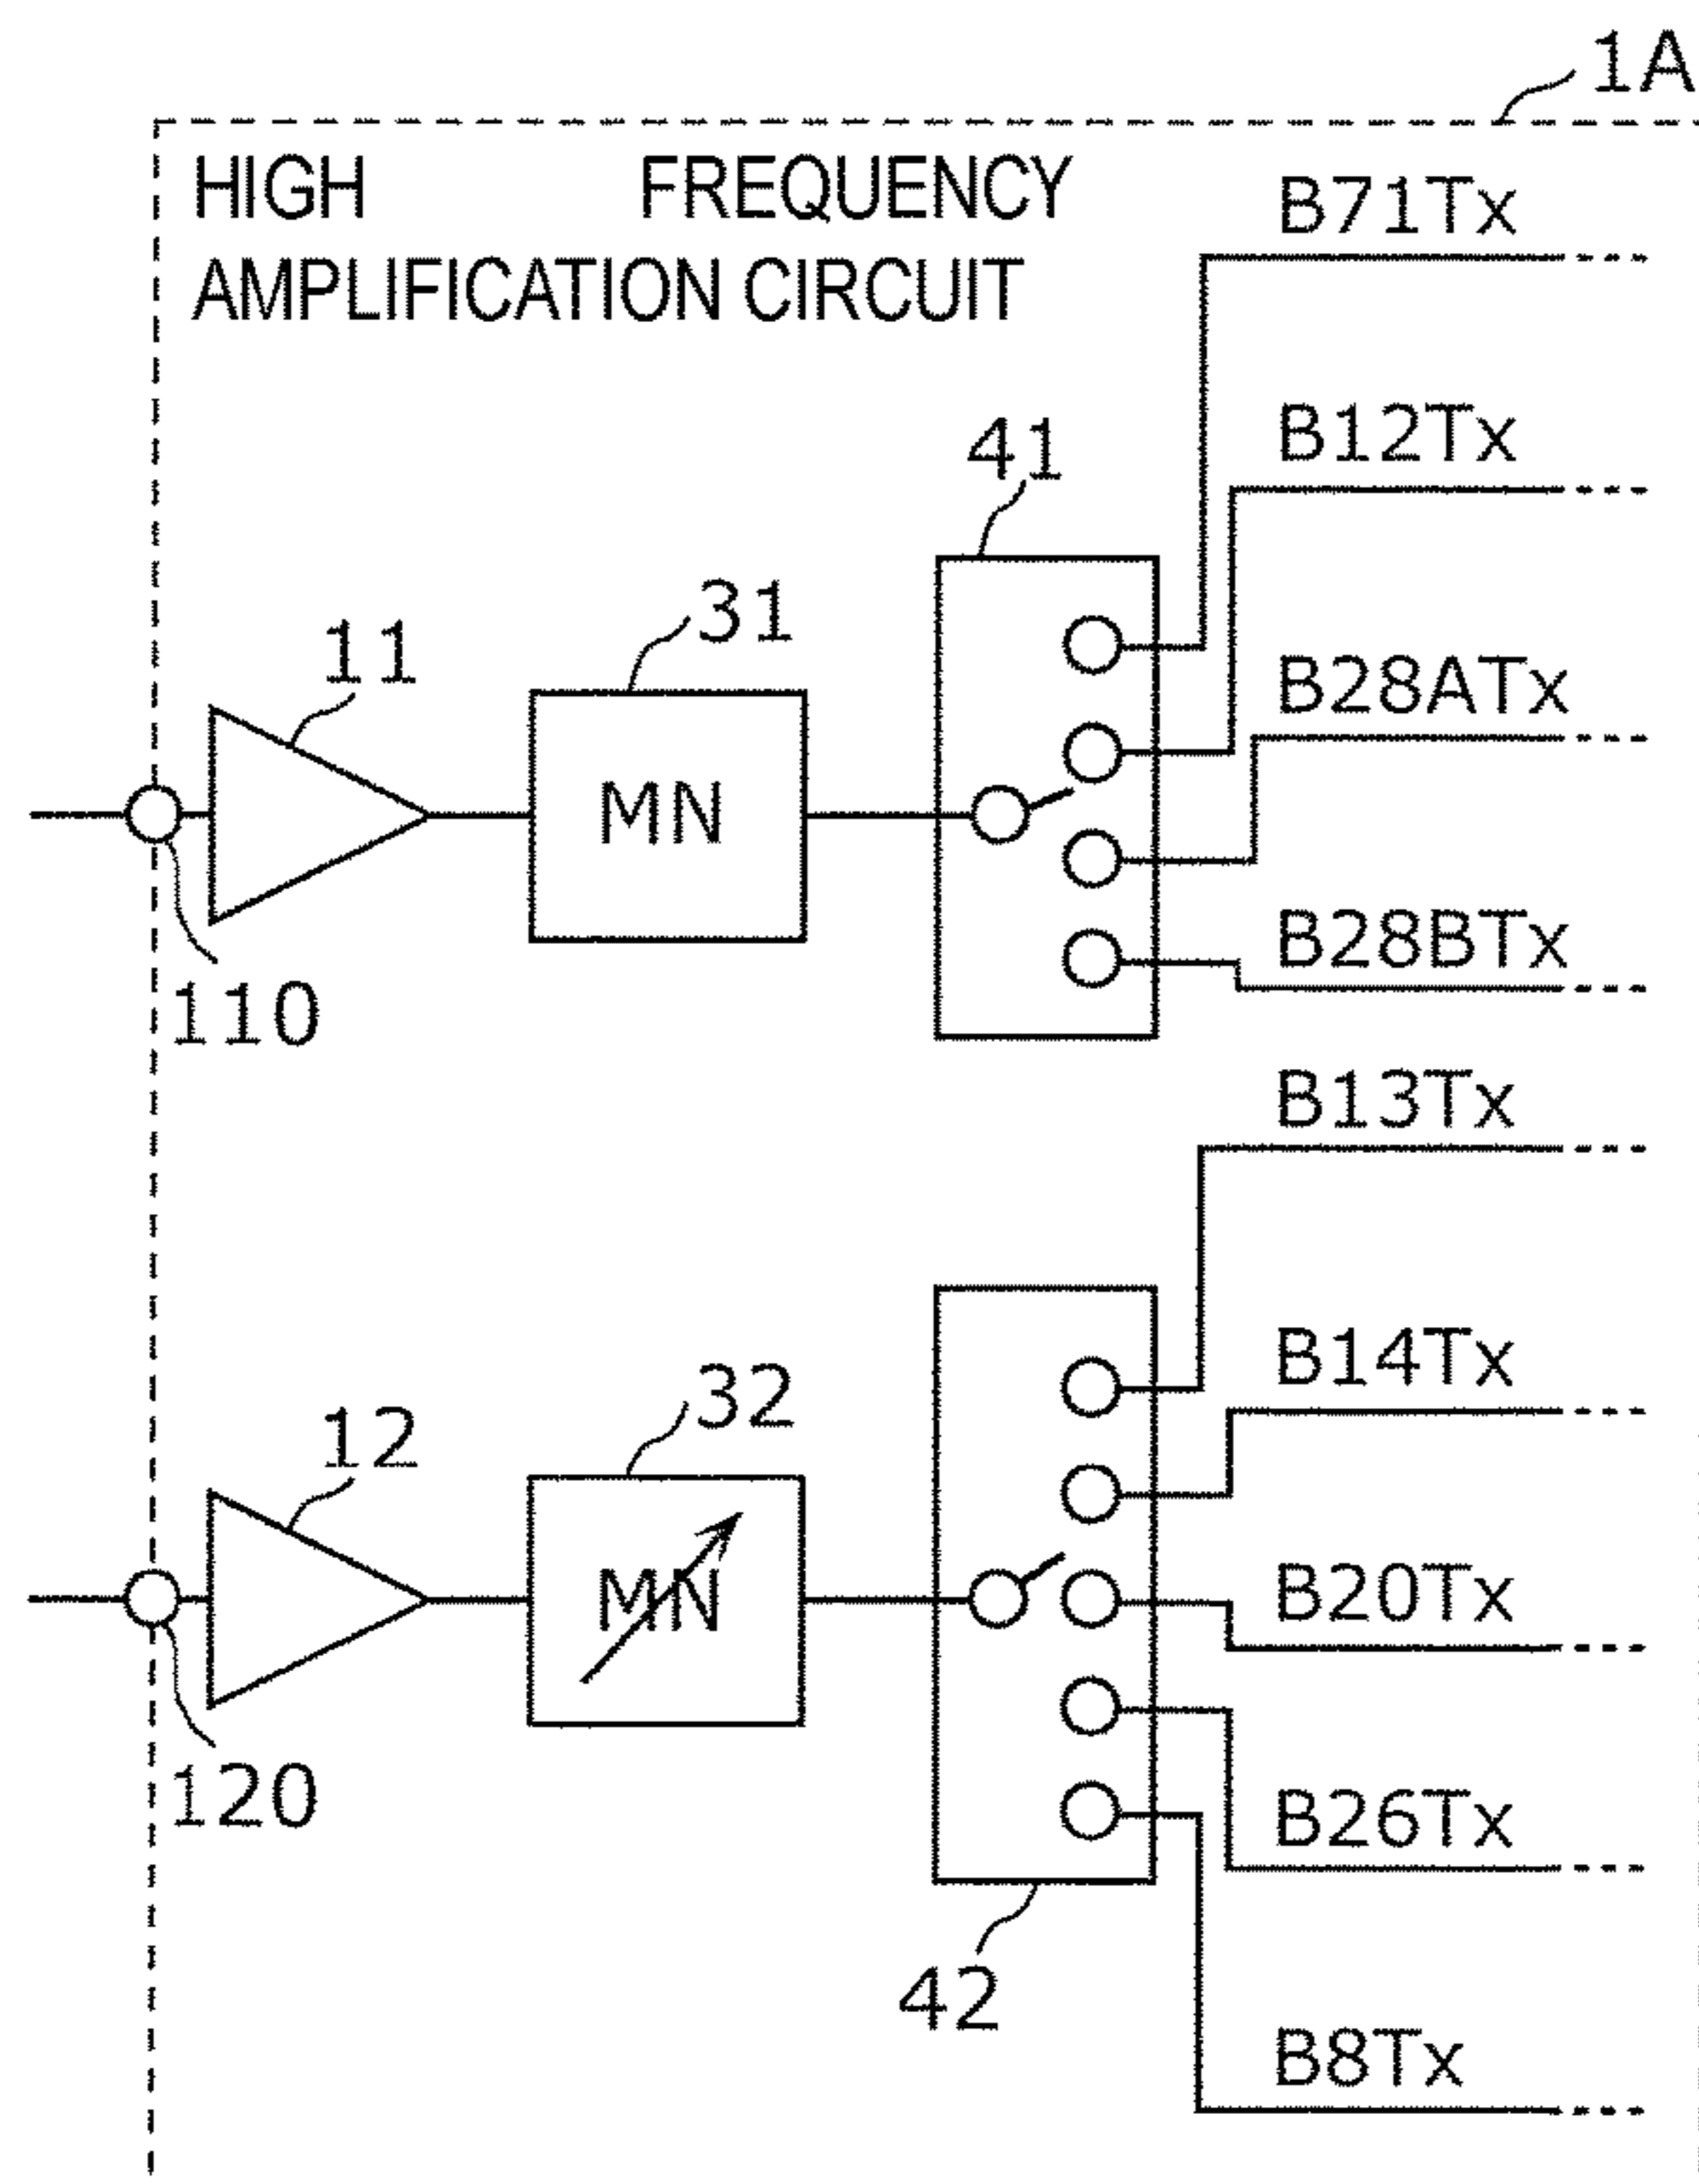 1A
HIGH FREQUENCY
AMPLIFICATION CIRCUIT
B71Tx
B12Tx
41
31
11
B28ATx
MN
B28BTx
110
B13Tx
B14Tx
32
12
B20Tx
MN
120
B26Tx
42
B8Tx